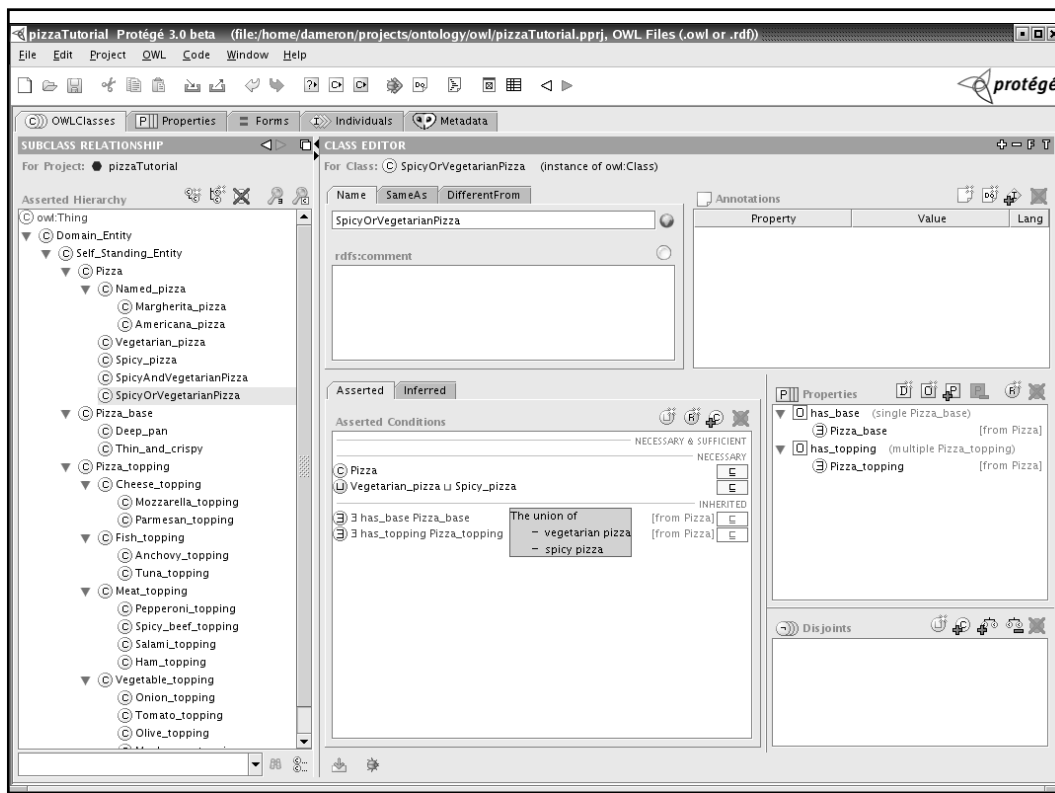 pizzaTutorial Protégé 3.0 beta (file:/home/dameron/projects/ontology/owl/pizzaTutorial.pprj, OWL Files (.owl or .rdf))
File Edit Project OWL Code Window Help
protégé
OWLClasses Properties Forms Individuals Metadata
SUBCLASS RELATIONSHIP
For Project: pizzaTutorial
Asserted Hierarchy
owl:Thing
Domain_Entity
Self_Standing_Entity
Pizza
Named_pizza
Margherita_pizza
Americana_pizza
Vegetarian_pizza
Spicy_pizza
SpicyAndVegetarianPizza
SpicyOrVegetarianPizza
Pizza_base
Deep_pan
Thin_and_crispy
Pizza_topping
Cheese_topping
Mozzarella_topping
Parmesan_topping
Fish_topping
Anchovy_topping
Tuna_topping
Meat_topping
Pepperoni_topping
Spicy_beef_topping
Salami_topping
Ham_topping
Vegetable_topping
Onion_topping
Tomato_topping
Olive_topping
CLASS EDITOR
For Class: C SpicyOrVegetarianPizza (instance of owl:Class)
Name SameAs DifferentFrom
SpicyOrVegetarianPizza
rdfs:comment
Annotations
Property Value Lang
Asserted Inferred
Asserted Conditions
NECESSARY & SUFFICIENT
NECESSARY
Pizza ⊑
Vegetarian_pizza ⊔ Spicy_pizza ⊑
INHERITED
∃ has_base Pizza_base [from Pizza] ⊑
∃ has_topping Pizza_topping [from Pizza] ⊑
The union of
– vegetarian pizza
– spicy pizza
Properties
has_base (single Pizza_base)
Pizza_base [from Pizza]
has_topping (multiple Pizza_topping)
Pizza_topping [from Pizza]
Disjoints